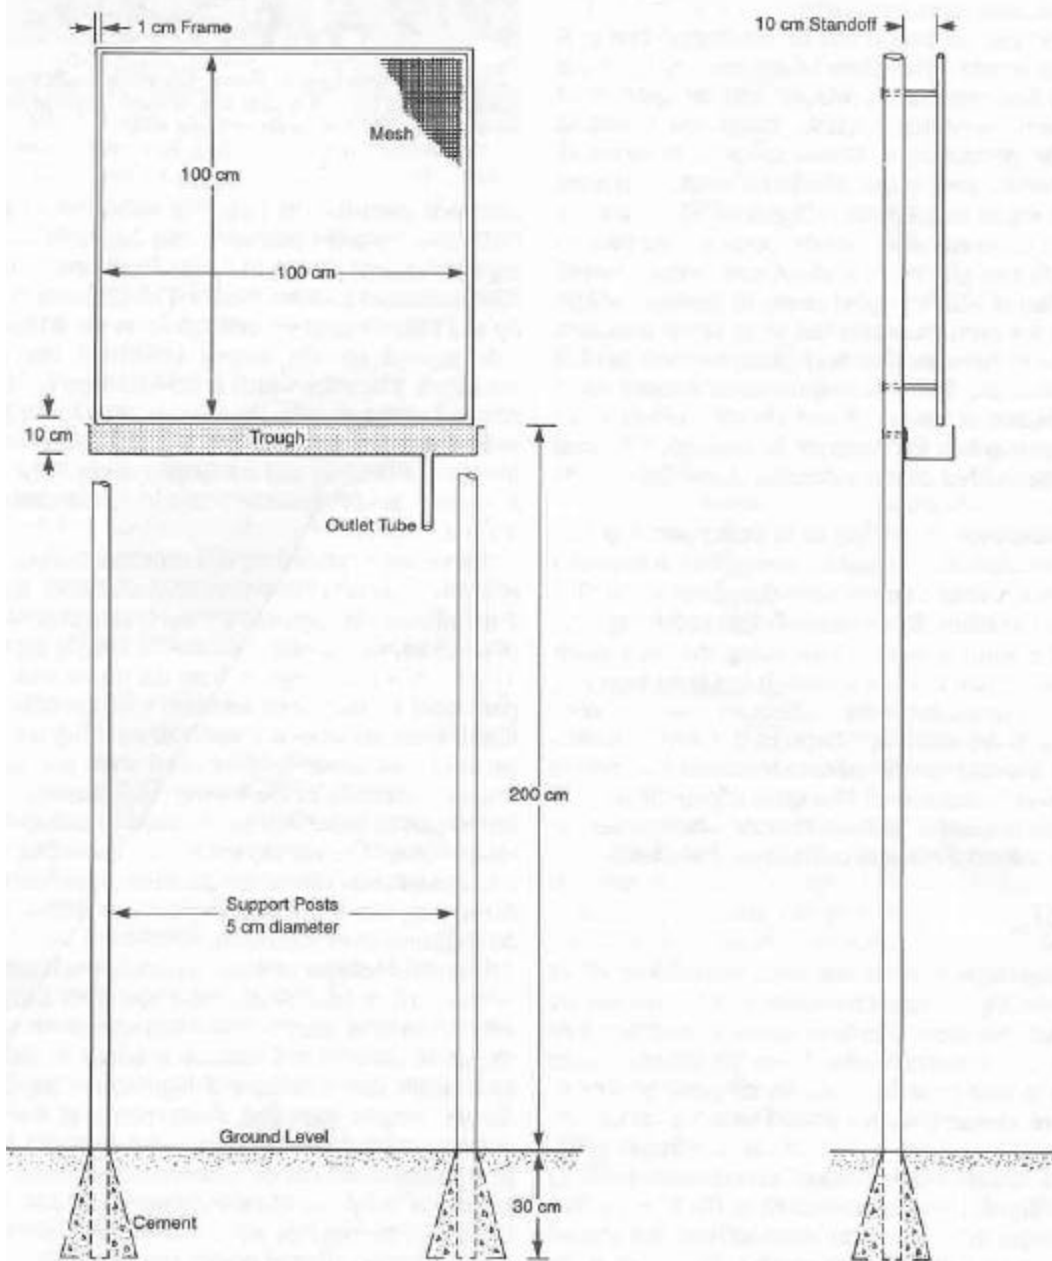 1 cm Frame
10 cm Standoff
Mesh
100 cm
100 cm
10 cm
Trough
Outlet Tube
200 cm
Support Posts
5 cm diameter
Ground Level
Cement
30 cm